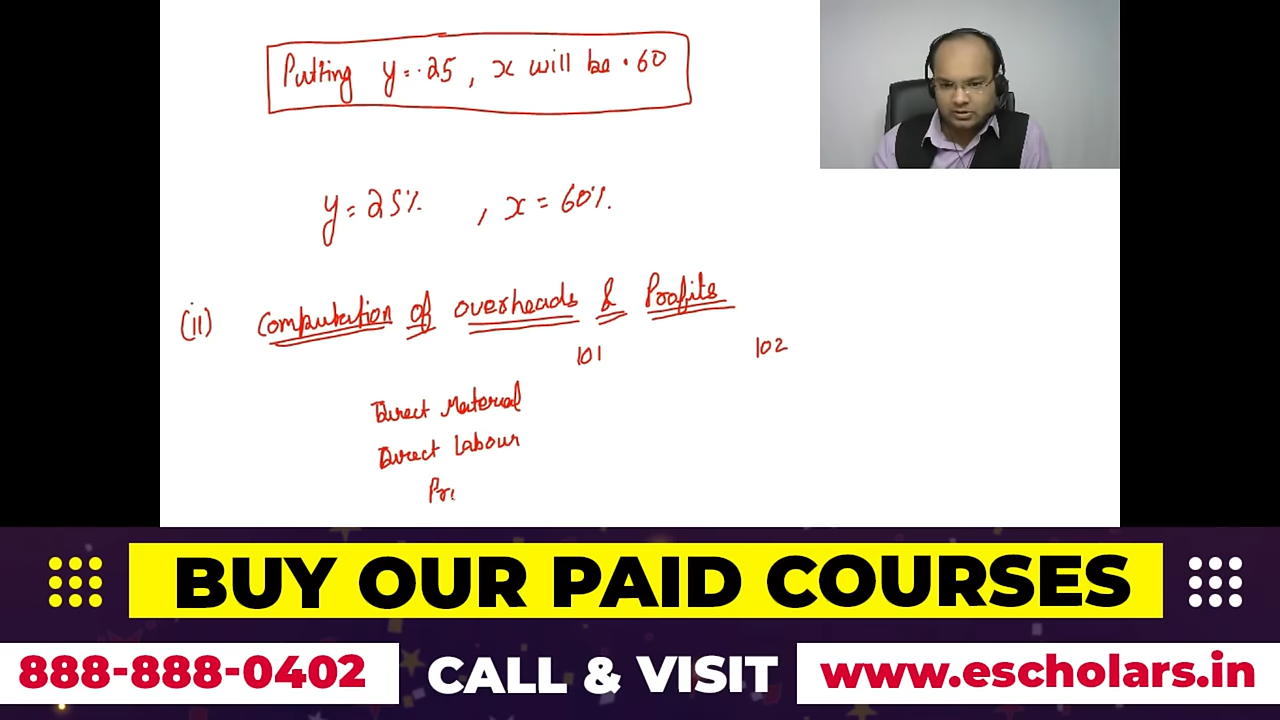 Putting y = .25 , x will be .60
y = 25% , x = 60%.
(ii) Computation of overheads & Profits
101 102
Direct Material
Direct Labour
Pri
BUY OUR PAID COURSES
888-888-0402 CALL & VISIT www.escholars.in